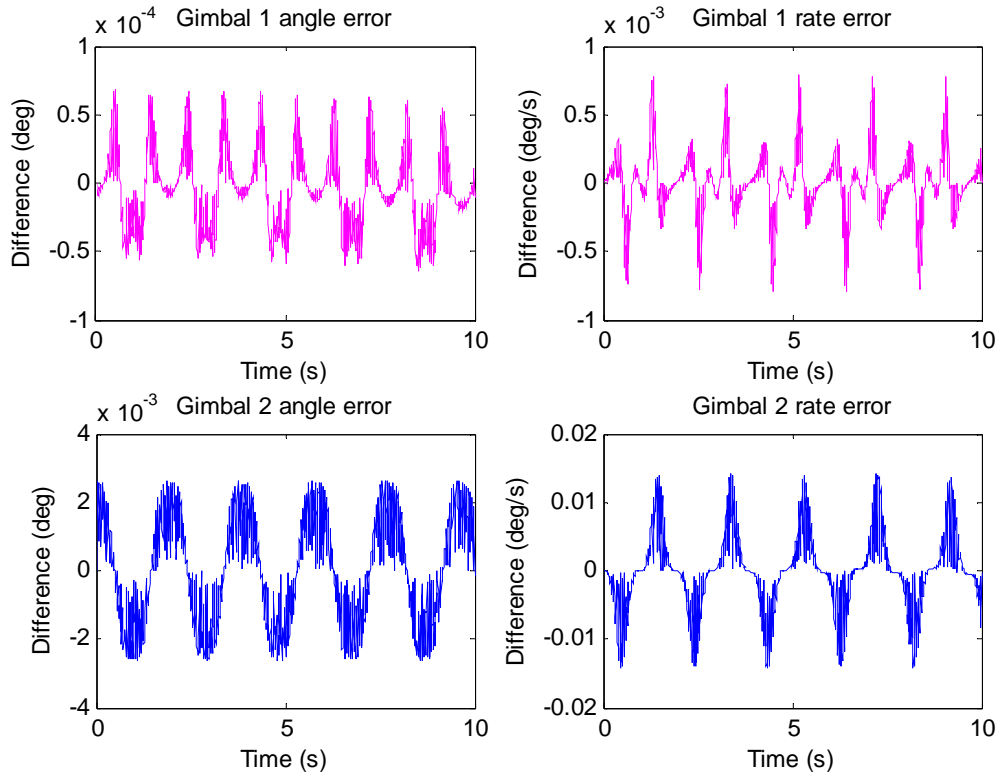 x 10^-4 Gimbal 1 angle error
1
0.5
0
-0.5
-1
Difference (deg)
0 5 10
Time (s)
x 10^-3 Gimbal 1 rate error
1
0.5
0
-0.5
-1
Difference (deg/s)
0 5 10
Time (s)
x 10^-3 Gimbal 2 angle error
4
2
0
-2
-4
Difference (deg)
0 5 10
Time (s)
Gimbal 2 rate error
0.02
0.01
0
-0.01
-0.02
Difference (deg/s)
0 5 10
Time (s)